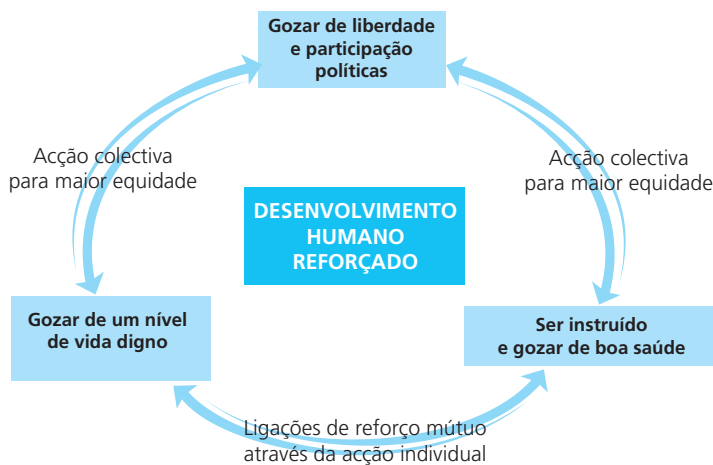 Gozar de liberdade
e participação
políticas
Acção colectiva
para maior equidade
Acção colectiva
para maior equidade
DESENVOLVIMENTO
HUMANO
REFORÇADO
Gozar de um nível
de vida digno
Ser instruído
e gozar de boa saúde
Ligações de reforço mútuo
através da acção individual